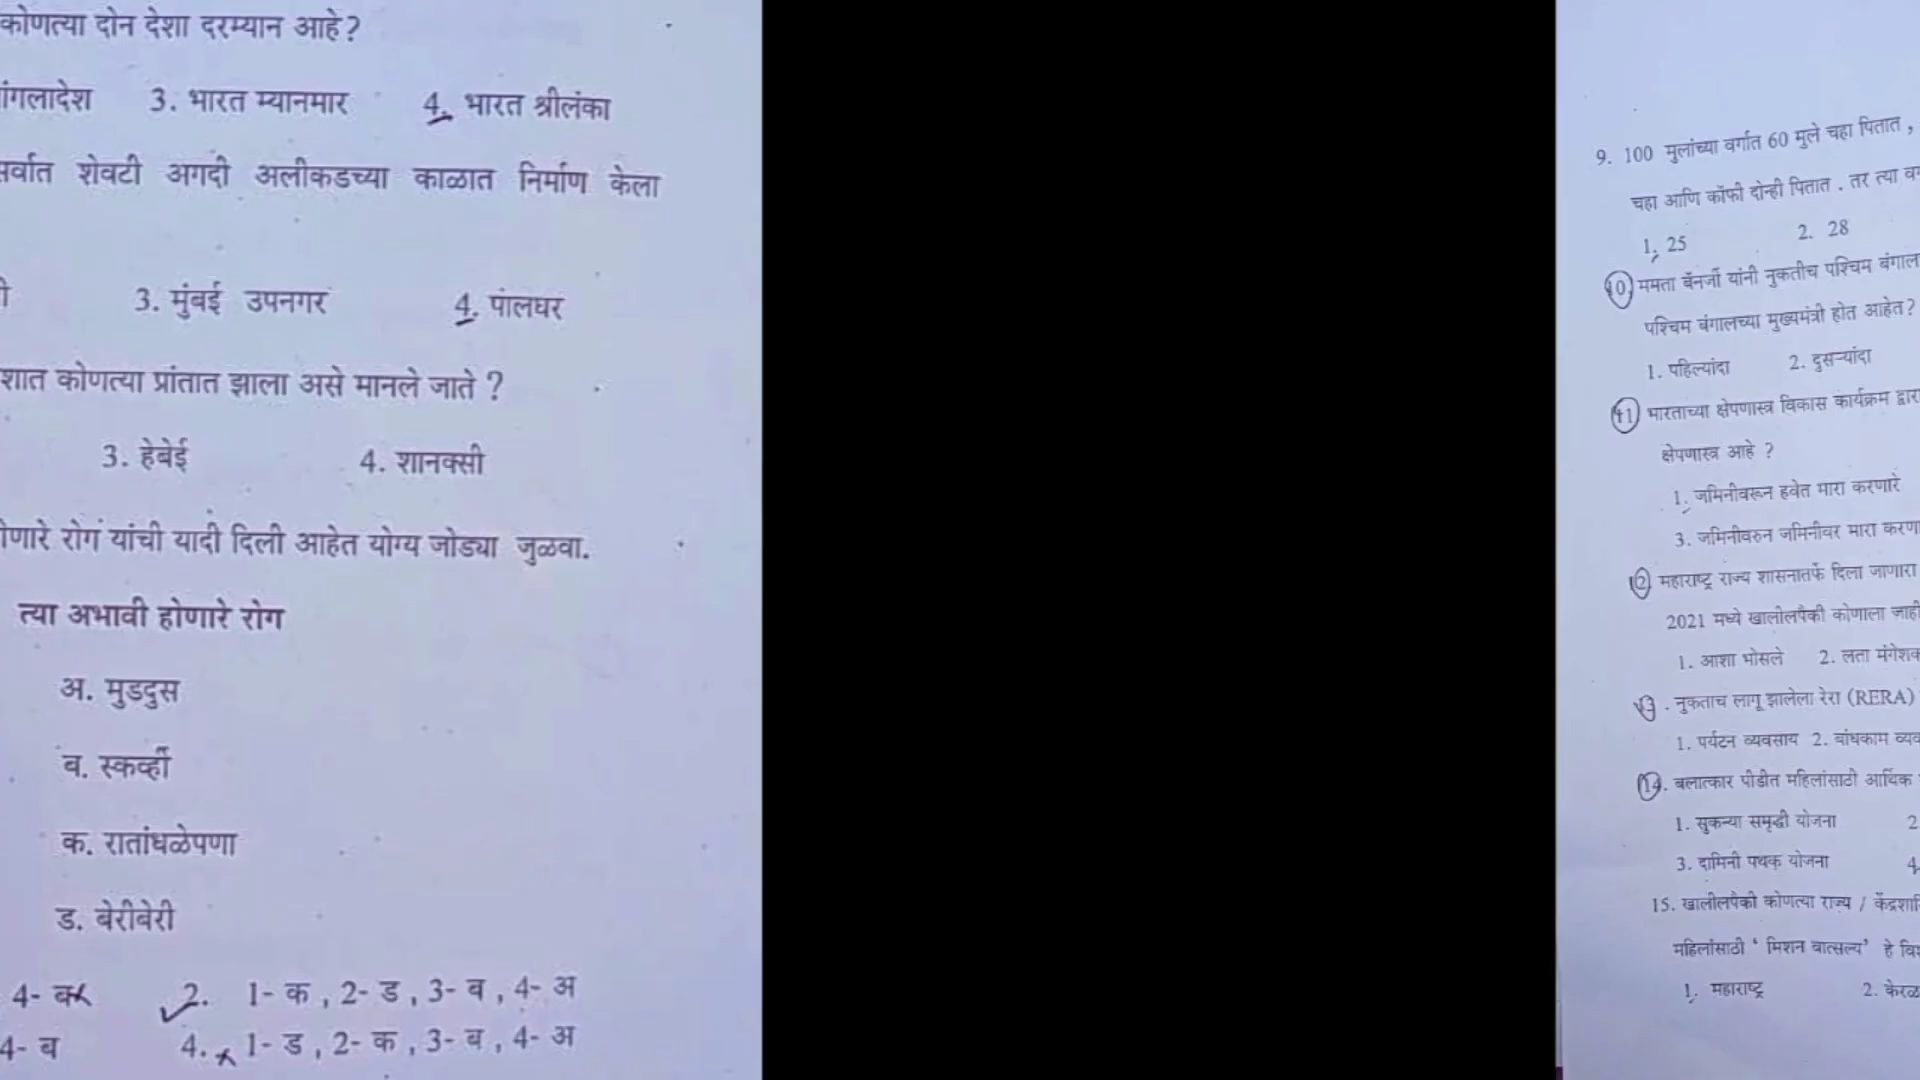 कोणत्या दोन देशा दरम्यान आहे?
3. भारत म्यानमार 4. भारत श्रीलंका
शेवटी अगदी अलीकडच्या काळात निर्माण केला
3. मुंबई उपनगर 4. पालघर
कोणत्या प्रांतात झाला असे मानले जाते ?
3. हेबेई 4. शानक्सी
रोग यांची यादी दिली आहेत योग्य जोड्या जुळवा.
त्या अभावी होणारे रोग
अ. मुडदुस
ब. स्कर्व्ही
क. रातांधळेपणा
ड. बेरीबेरी
4- क 2. 1- क , 2- ड , 3- ब , 4- अ
4- ब 4. 1- ड , 2- क , 3- ब , 4- अ
9. 100 मुलांच्या वर्गात 60 मुले चहा पितात ,
चहा आणि कॉफी दोन्ही पितात . तर त्या
1. 25 2. 28
10. ममता बॅनर्जी यांनी नुकतीच पश्चिम
पश्चिम बंगालच्या मुख्यमंत्री होत आहेत?
1. पहिल्यांदा 2. दुसऱ्यांदा
11 भारताच्या क्षेपणास्त्र विकास कार्यक्रम
क्षेपणास्त्र आहे ?
1. जमिनीवरून हवेत मारा करणारे
3. जमिनीवरुन जमिनीवर मारा
12 महाराष्ट्र राज्य शासनातर्फे दिला जाणारा
2021 मध्ये खालीलपैकी कोणाला
1. आशा भोसले 2. लता
13 . नुकताच लागू झालेला रेरा (RERA)
1. पर्यटन व्यवसाय 2. बांधकाम
14. बलात्कार पीडीत महिलांसाठी आर्थिक
1. सुकन्या समृद्धी योजना 2
3. दामिनी पथक योजना 4
15. खालीलपैकी कोणत्या राज्य /
महिलांसाठी ‘ मिशन वात्सल्य’ हे
1. महाराष्ट्र 2. केरळ